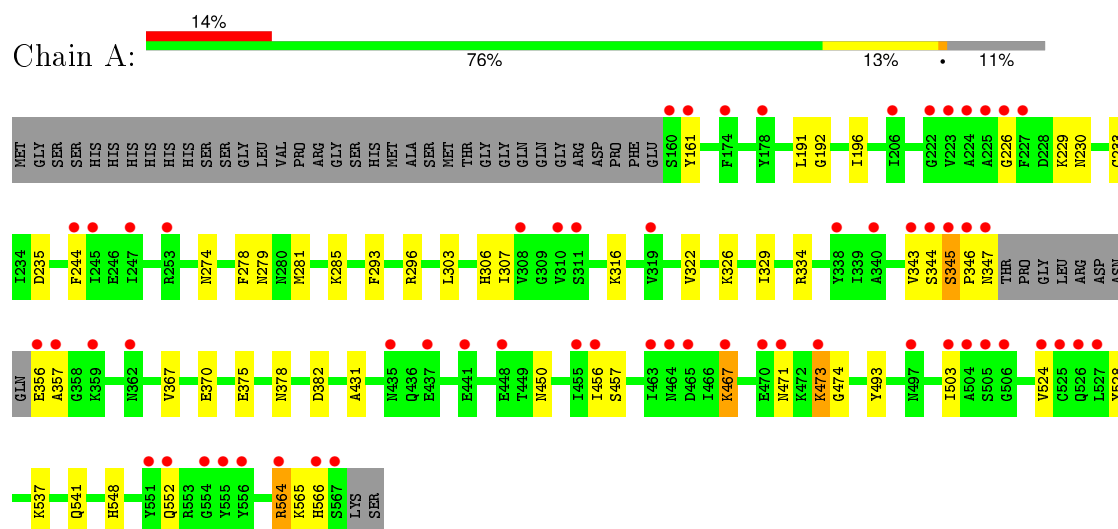 14%
Chain A:
76% 13% • 11%
MET GLY SER SER HIS HIS HIS HIS HIS HIS SER SER GLY LEU VAL PRO ARG GLY SER HIS MET ALA SER MET THR GLY GLY GLN GLN GLY ARG ASP PRO PHE GLU S160 Y161 F174 Y178 L191 G192 I196 I206 G222 V223 A224 A225 G226 F227 D228 K229 N230 C233
I234 D235 F244 I245 E246 I247 R253 N274 F278 N279 N280 M281 K285 F293 R296 L303 H306 I307 V308 G309 V310 S311 K316 V319 V322 K326 I329 R334 Y338 I339 A340 V343 S344 S345 P346 N347 THR PRO GLY LEU ARG ASP ASN
GLN E356 A357 G358 K359 N362 V367 E370 E375 N378 D382 A431 N435 Q436 E437 E441 E448 T449 N450 I455 I456 S457 I463 N464 D465 I466 K467 E470 N471 K472 K473 G474 Y493 N497 I503 A504 S505 G506 V524 C525 Q526 L527 Y528
K537 Q541 H548 Y551 Q552 R553 G554 Y555 Y556 R564 K565 H566 S567 LYS SER